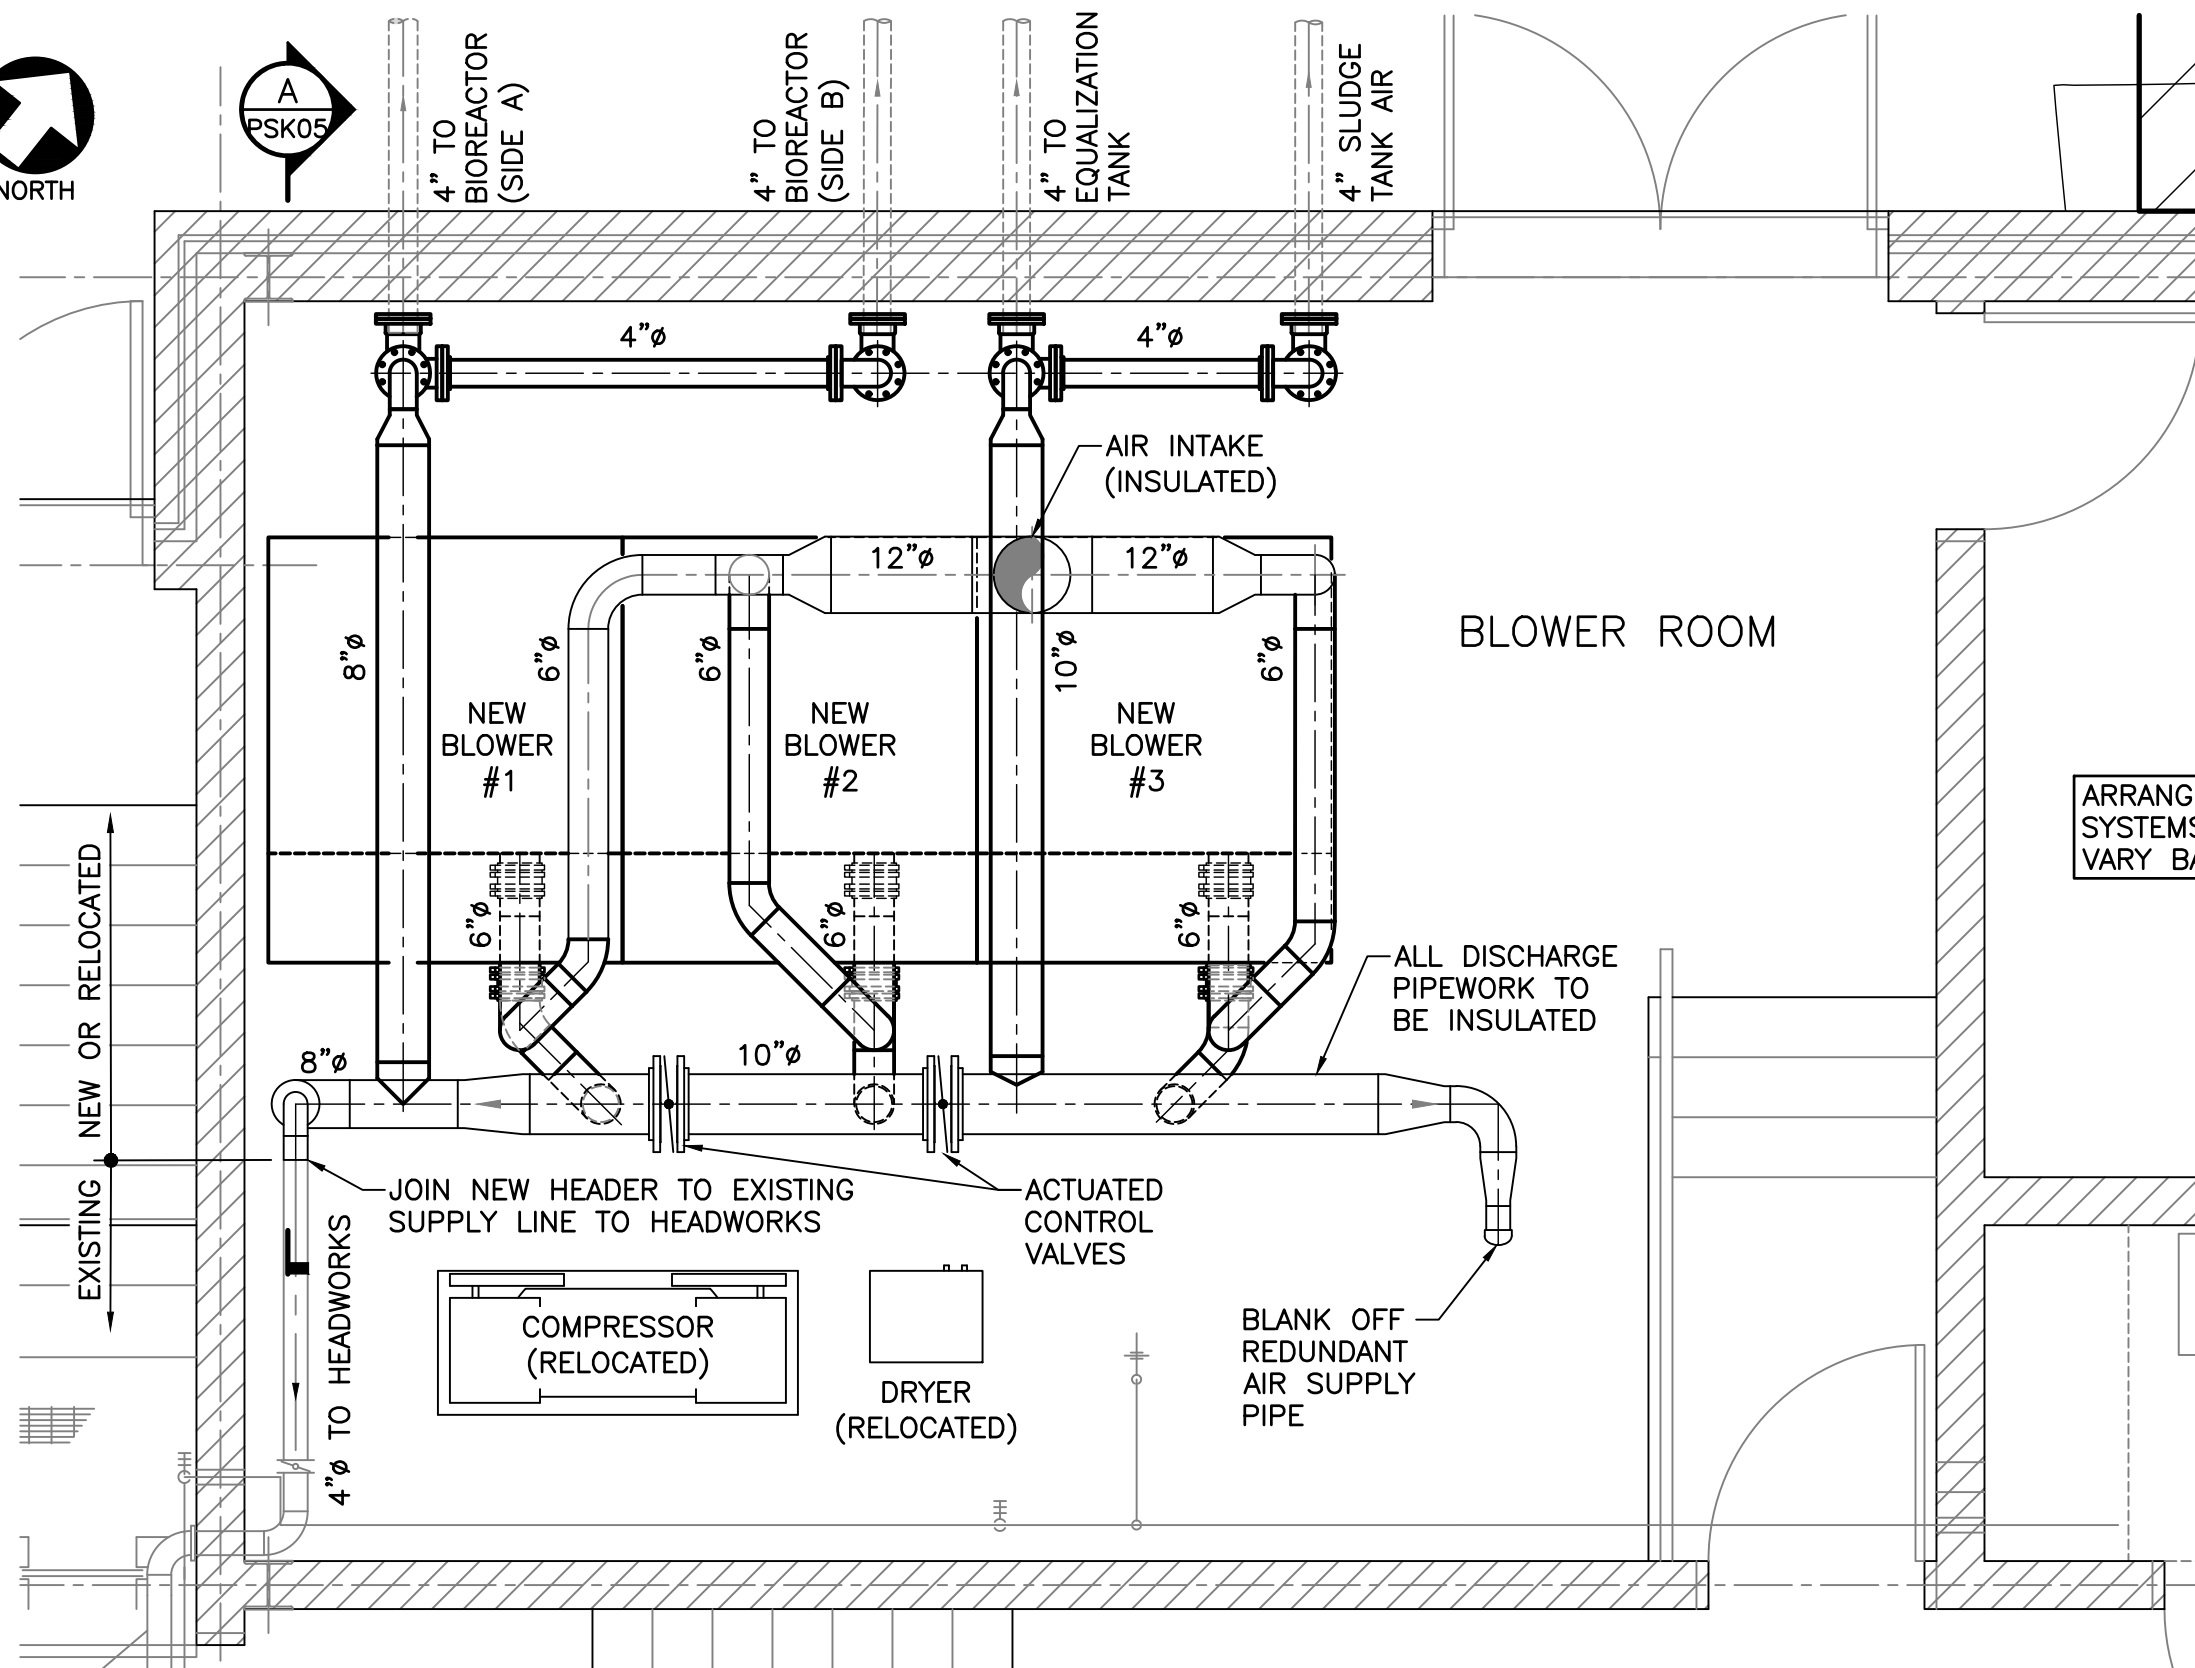 NORTH
A
PSK05
4" TO
BIOREACTOR
(SIDE A)
4" TO
BIOREACTOR
(SIDE B)
4" TO
EQUALIZATION
TANK
4" SLUDGE
TANK AIR
4"ø
4"ø
AIR INTAKE
(INSULATED)
12"ø
12"ø
8"ø
6"ø
6"ø
10"ø
6"ø
BLOWER ROOM
NEW
BLOWER
#1
NEW
BLOWER
#2
NEW
BLOWER
#3
ARRANG
SYSTEMS
VARY BA
6"ø
6"ø
6"ø
NEW OR RELOCATED
EXISTING
ALL DISCHARGE
PIPEWORK TO
BE INSULATED
8"ø
10"ø
JOIN NEW HEADER TO EXISTING
SUPPLY LINE TO HEADWORKS
ACTUATED
CONTROL
VALVES
4"ø TO HEADWORKS
COMPRESSOR
(RELOCATED)
DRYER
(RELOCATED)
BLANK OFF
REDUNDANT
AIR SUPPLY
PIPE